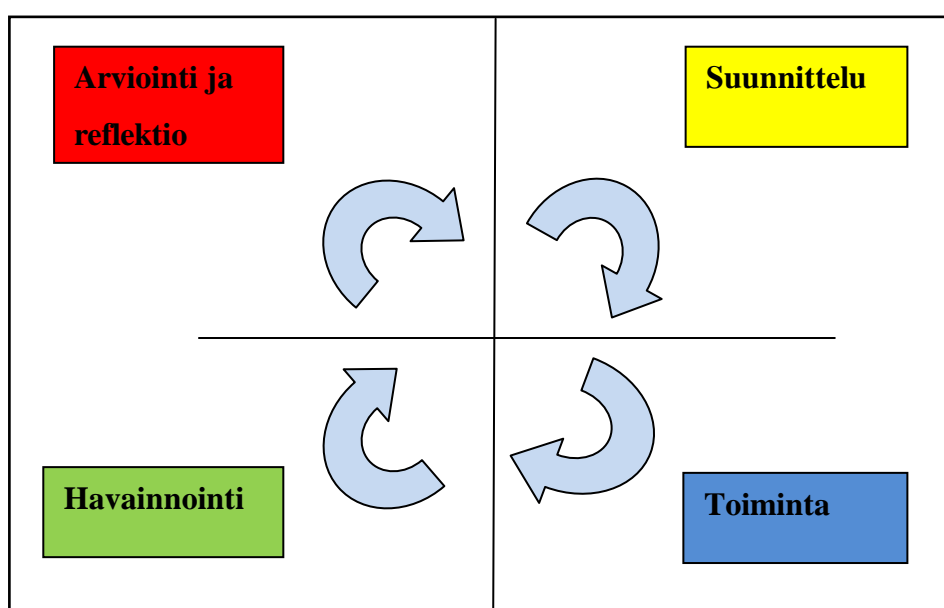 Arviointi ja
reflektio
Suunnittelu
Havainnointi
Toiminta